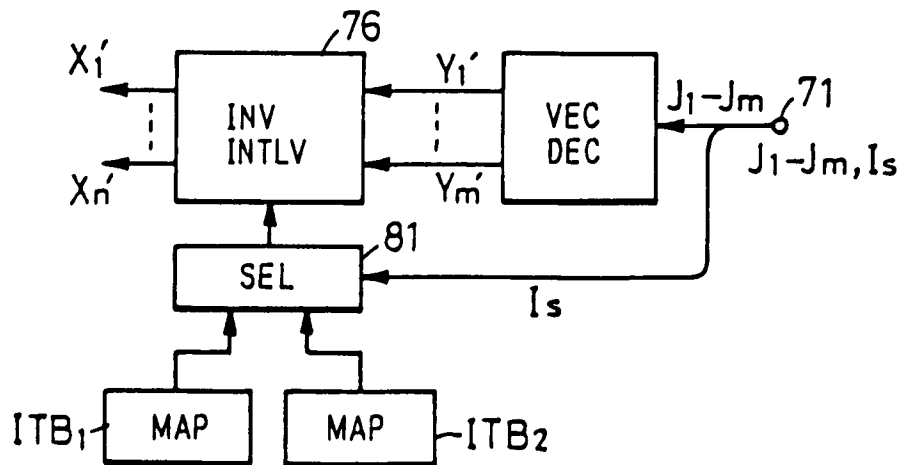 76
X₁′
Y₁′
J₁–Jₘ
71
INV
INTLV
VEC
DEC
J₁–Jₘ, Iₛ
Xₙ′
Yₘ′
81
SEL
Iₛ
ITB₁
MAP
MAP
ITB₂